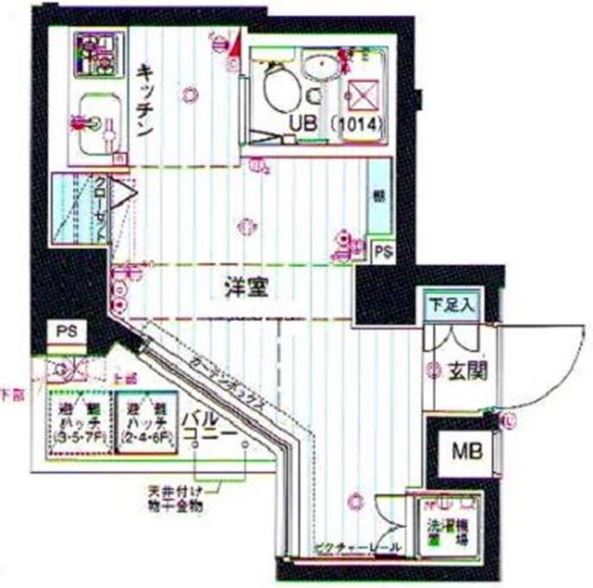 キッチン
UB (1014)
クローゼット
棚
PS
洋室
下足入
PS
玄関
カーテンボックス
下部
上部
避難
ハッチ
(3・5・7F)
避難
ハッチ
(2・4・6F)
バル
コニー
MB
天井付け
物干金物
洗濯機
置場
ピクチャーレール